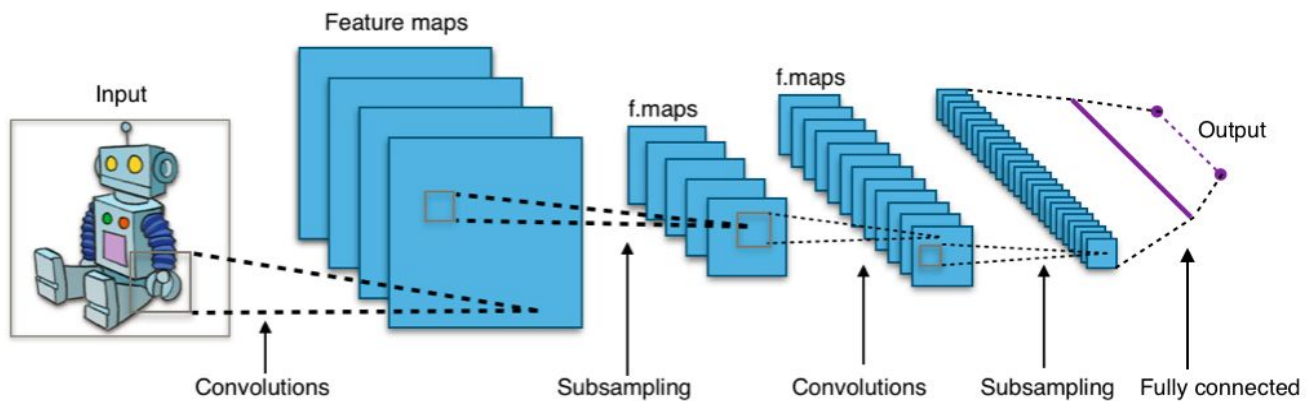 Feature maps
f.maps
Input
f.maps
Output
Convolutions
Subsampling
Convolutions
Subsampling
Fully connected